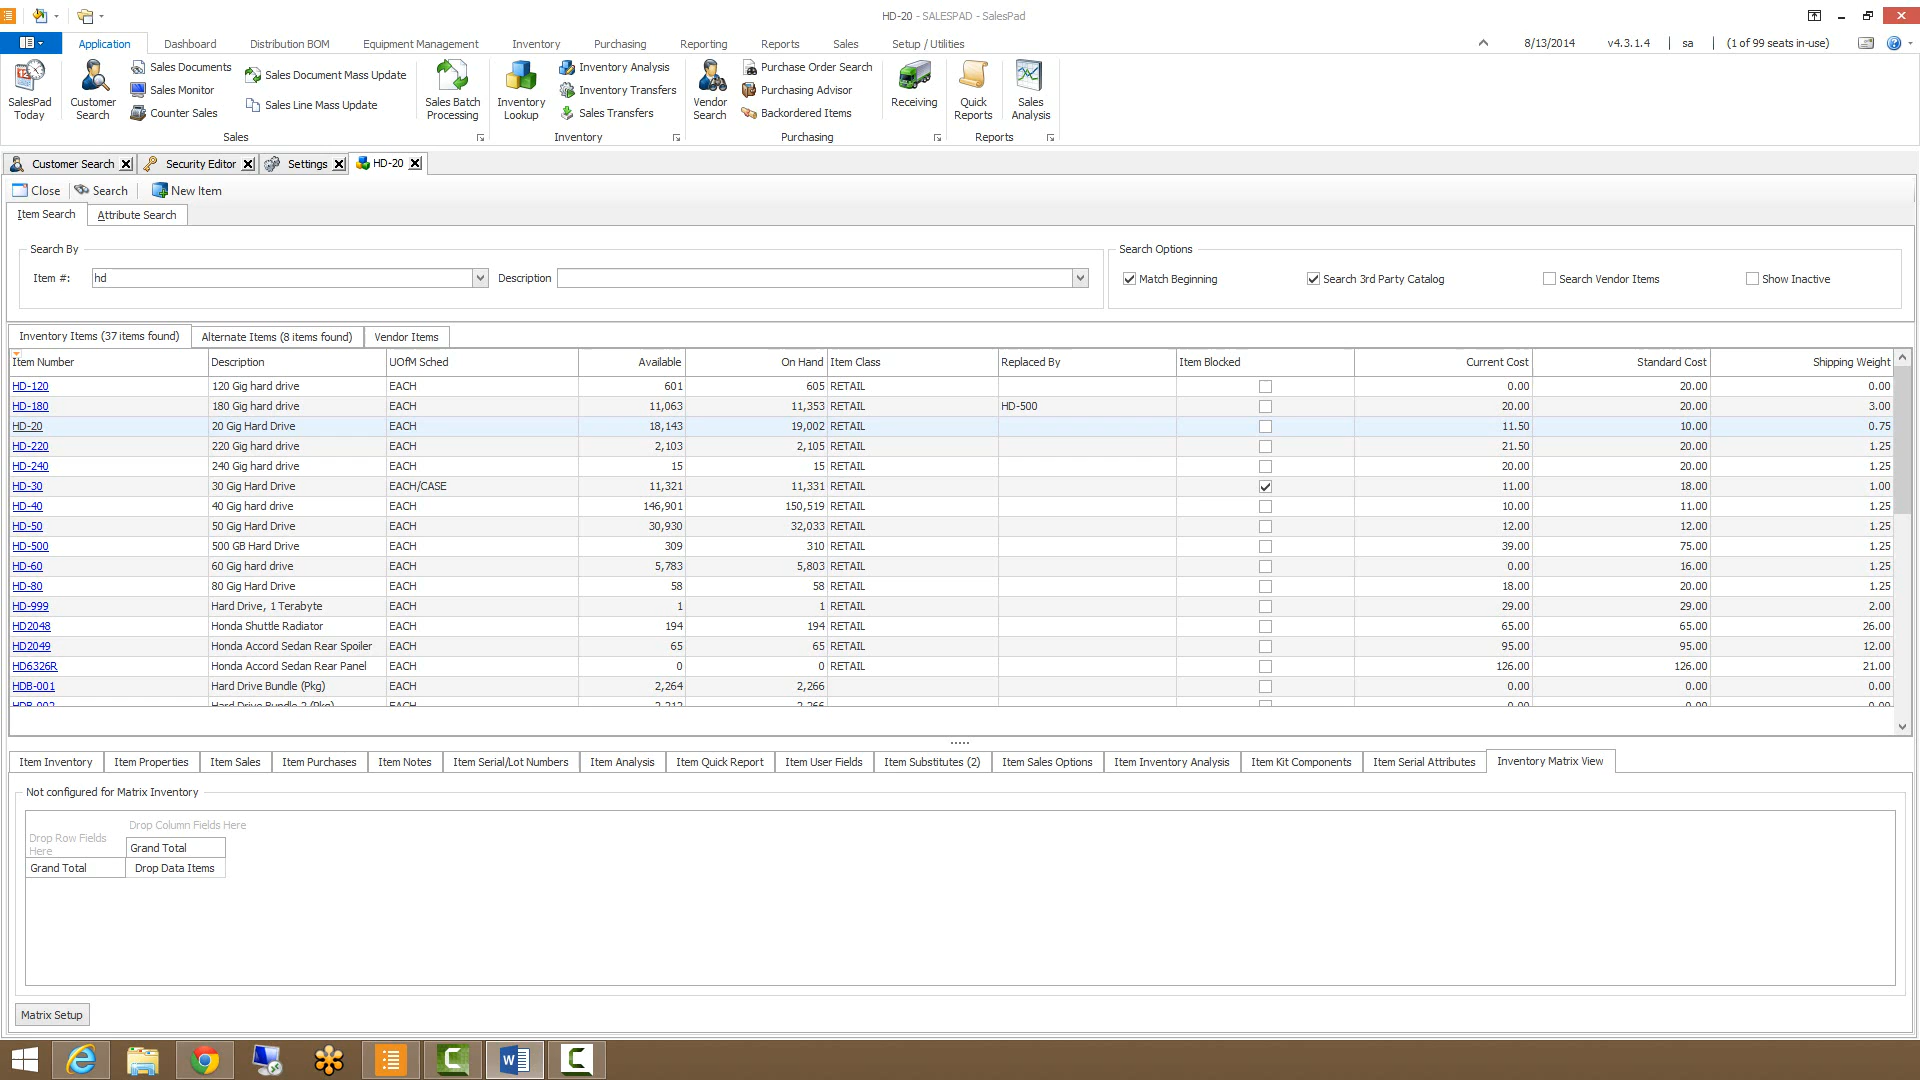 HD-20 - SALESPAD - SalesPad
Application Dashboard Distribution BOM Equipment Management Inventory Purchasing Reporting Reports Sales Setup / Utilities 8/13/2014 v4.3.1.4 sa (1 of 99 seats in-use)
SalesPad Today
Customer Search
Sales Documents
Sales Monitor
Counter Sales
Sales Document Mass Update
Sales Line Mass Update
Sales Batch Processing
Inventory Lookup
Inventory Analysis
Inventory Transfers
Sales Transfers
Vendor Search
Purchase Order Search
Purchasing Advisor
Backordered Items
Receiving
Quick Reports
Sales Analysis
Sales Inventory Purchasing Reports
Customer Search Security Editor Settings HD-20
Close Search New Item
Item Search Attribute Search
Search By Search Options
Item #: hd Description Match Beginning Search 3rd Party Catalog Search Vendor Items Show Inactive
Inventory Items (37 items found) Alternate Items (8 items found) Vendor Items
Item Number Description UOfM Sched Available On Hand Item Class Replaced By Item Blocked Current Cost Standard Cost Shipping Weight
HD-120 120 Gig hard drive EACH 601 605 RETAIL 0.00 20.00 0.00
HD-180 180 Gig hard drive EACH 11,063 11,353 RETAIL HD-500 20.00 20.00 3.00
HD-20 20 Gig Hard Drive EACH 18,143 19,002 RETAIL 11.50 10.00 0.75
HD-220 220 Gig hard drive EACH 2,103 2,105 RETAIL 21.50 20.00 1.25
HD-240 240 Gig hard drive EACH 15 15 RETAIL 20.00 20.00 1.25
HD-30 30 Gig Hard Drive EACH/CASE 11,321 11,331 RETAIL 11.00 18.00 1.00
HD-40 40 Gig hard drive EACH 146,901 150,519 RETAIL 10.00 11.00 1.25
HD-50 50 Gig Hard Drive EACH 30,930 32,033 RETAIL 12.00 12.00 1.25
HD-500 500 GB Hard Drive EACH 309 310 RETAIL 39.00 75.00 1.25
HD-60 60 Gig hard drive EACH 5,783 5,803 RETAIL 0.00 16.00 1.25
HD-80 80 Gig Hard Drive EACH 58 58 RETAIL 18.00 20.00 1.25
HD-999 Hard Drive, 1 Terabyte EACH 1 1 RETAIL 29.00 29.00 2.00
HD2048 Honda Shuttle Radiator EACH 194 194 RETAIL 65.00 65.00 26.00
HD2049 Honda Accord Sedan Rear Spoiler EACH 65 65 RETAIL 95.00 95.00 12.00
HD6326R Honda Accord Sedan Rear Panel EACH 0 0 RETAIL 126.00 126.00 21.00
HDB-001 Hard Drive Bundle (Pkg) EACH 2,264 2,266 0.00 0.00 0.00
HDB-002 Hard Drive Bundle 2 (Pkg) EACH 2,212 2,266 0.00 0.00 0.00
Item Inventory Item Properties Item Sales Item Purchases Item Notes Item Serial/Lot Numbers Item Analysis Item Quick Report Item User Fields Item Substitutes (2) Item Sales Options Item Inventory Analysis Item Kit Components Item Serial Attributes Inventory Matrix View
Not configured for Matrix Inventory
Drop Column Fields Here
Drop Row Fields Here
Grand Total
Grand Total Drop Data Items
Matrix Setup